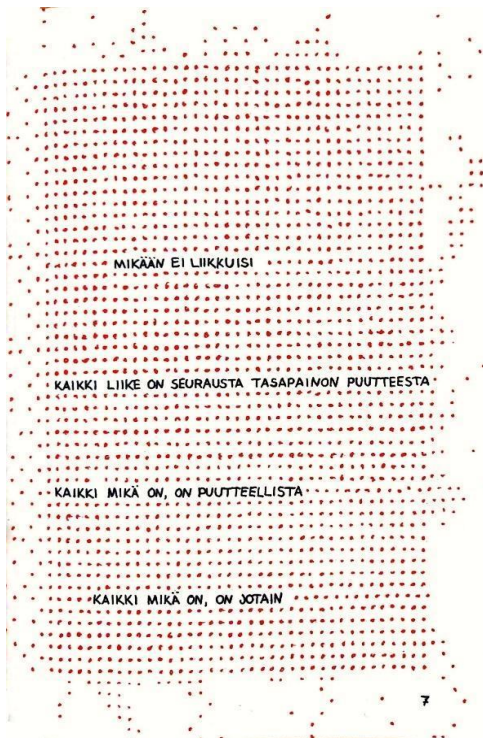 MIKÄÄN EI LIIKKUISI
KAIKKI LIIKE ON SEURAUSTA TASAPAINON PUUTTEESTA
KAIKKI MIKÄ ON, ON PUUTTEELLISTA
KAIKKI MIKÄ ON, ON JOTAIN
7